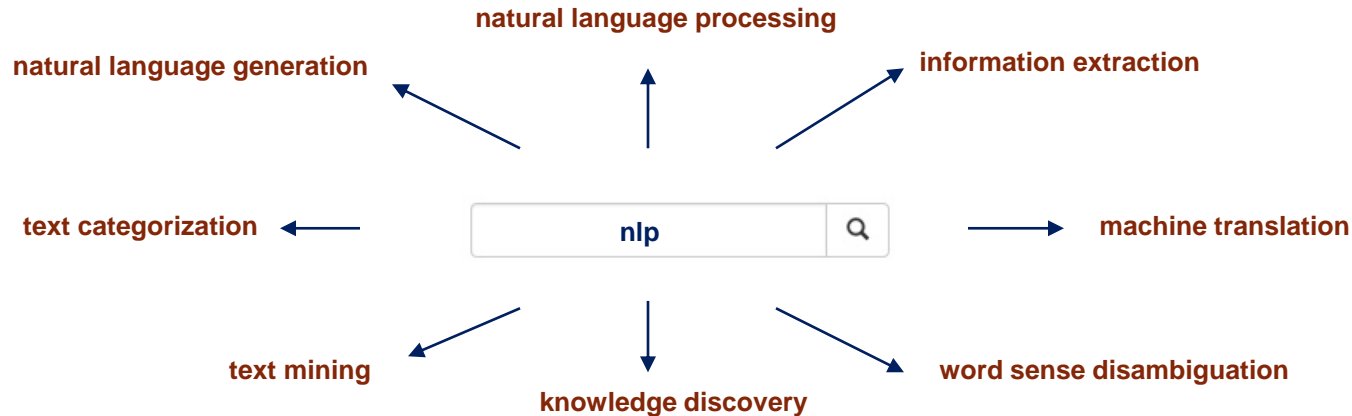 natural language processing
natural language generation
information extraction
text categorization
nlp
machine translation
text mining
word sense disambiguation
knowledge discovery